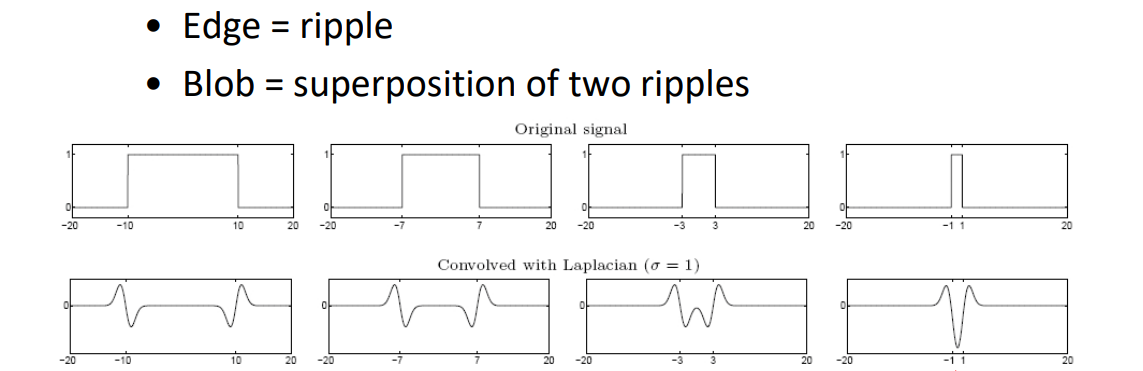 • Edge = ripple
• Blob = superposition of two ripples
Original signal
1 1 1 1
0 0 0 0
-20 -10 10 20 -20 -7 7 20 -20 -3 3 20 -20 -1 1 20
Convolved with Laplacian (σ = 1)
0 0 0 0
-20 -10 10 20 -20 -7 7 20 -20 -3 3 20 -20 -1 1 20